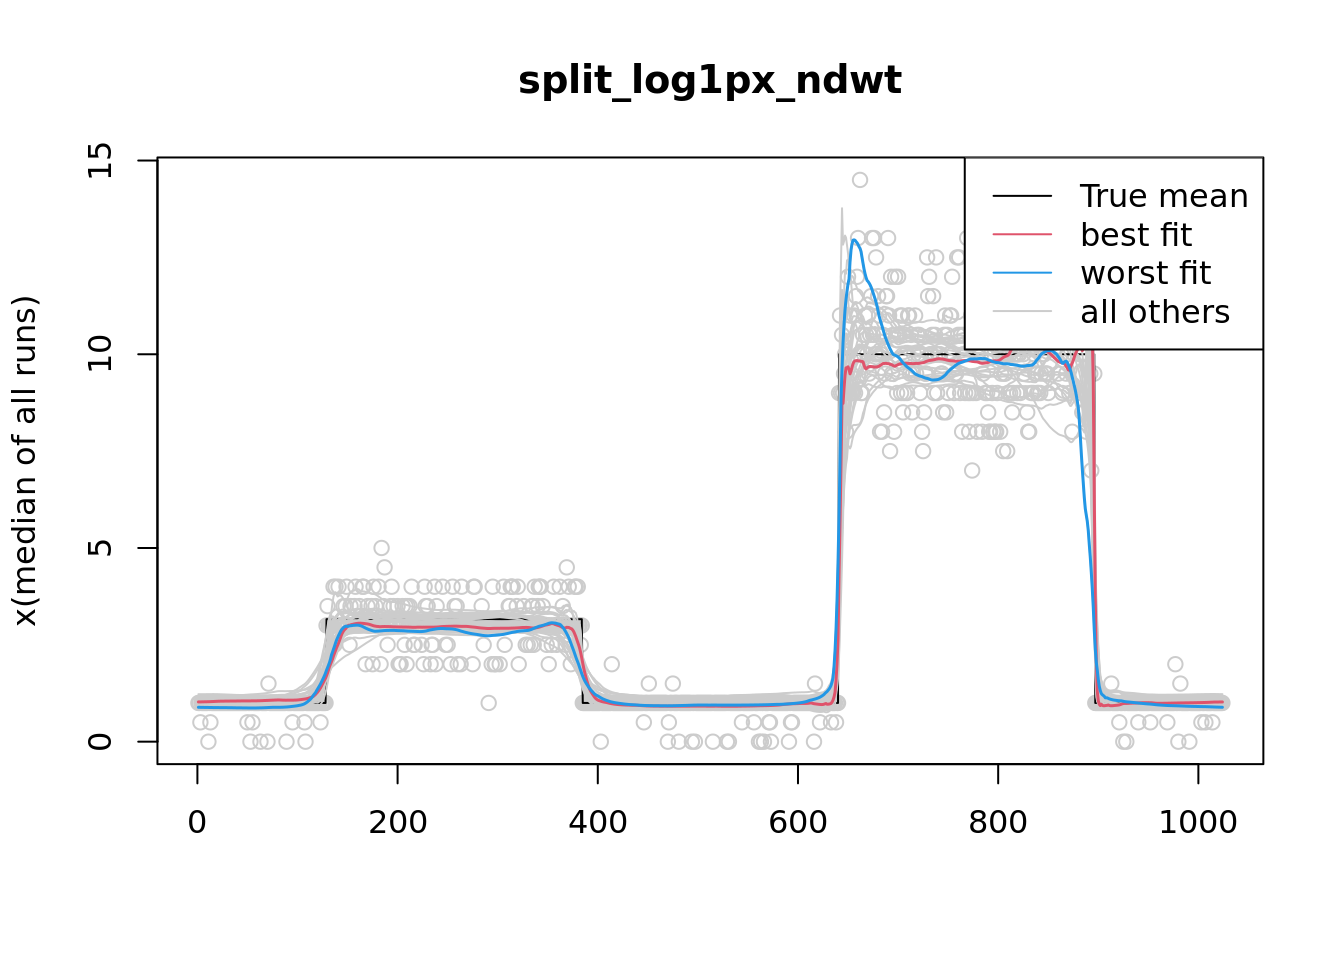 split_log1px_ndwt
x(median of all runs)
15
10
5
0
True mean
best fit
worst fit
all others
0 200 400 600 800 1000